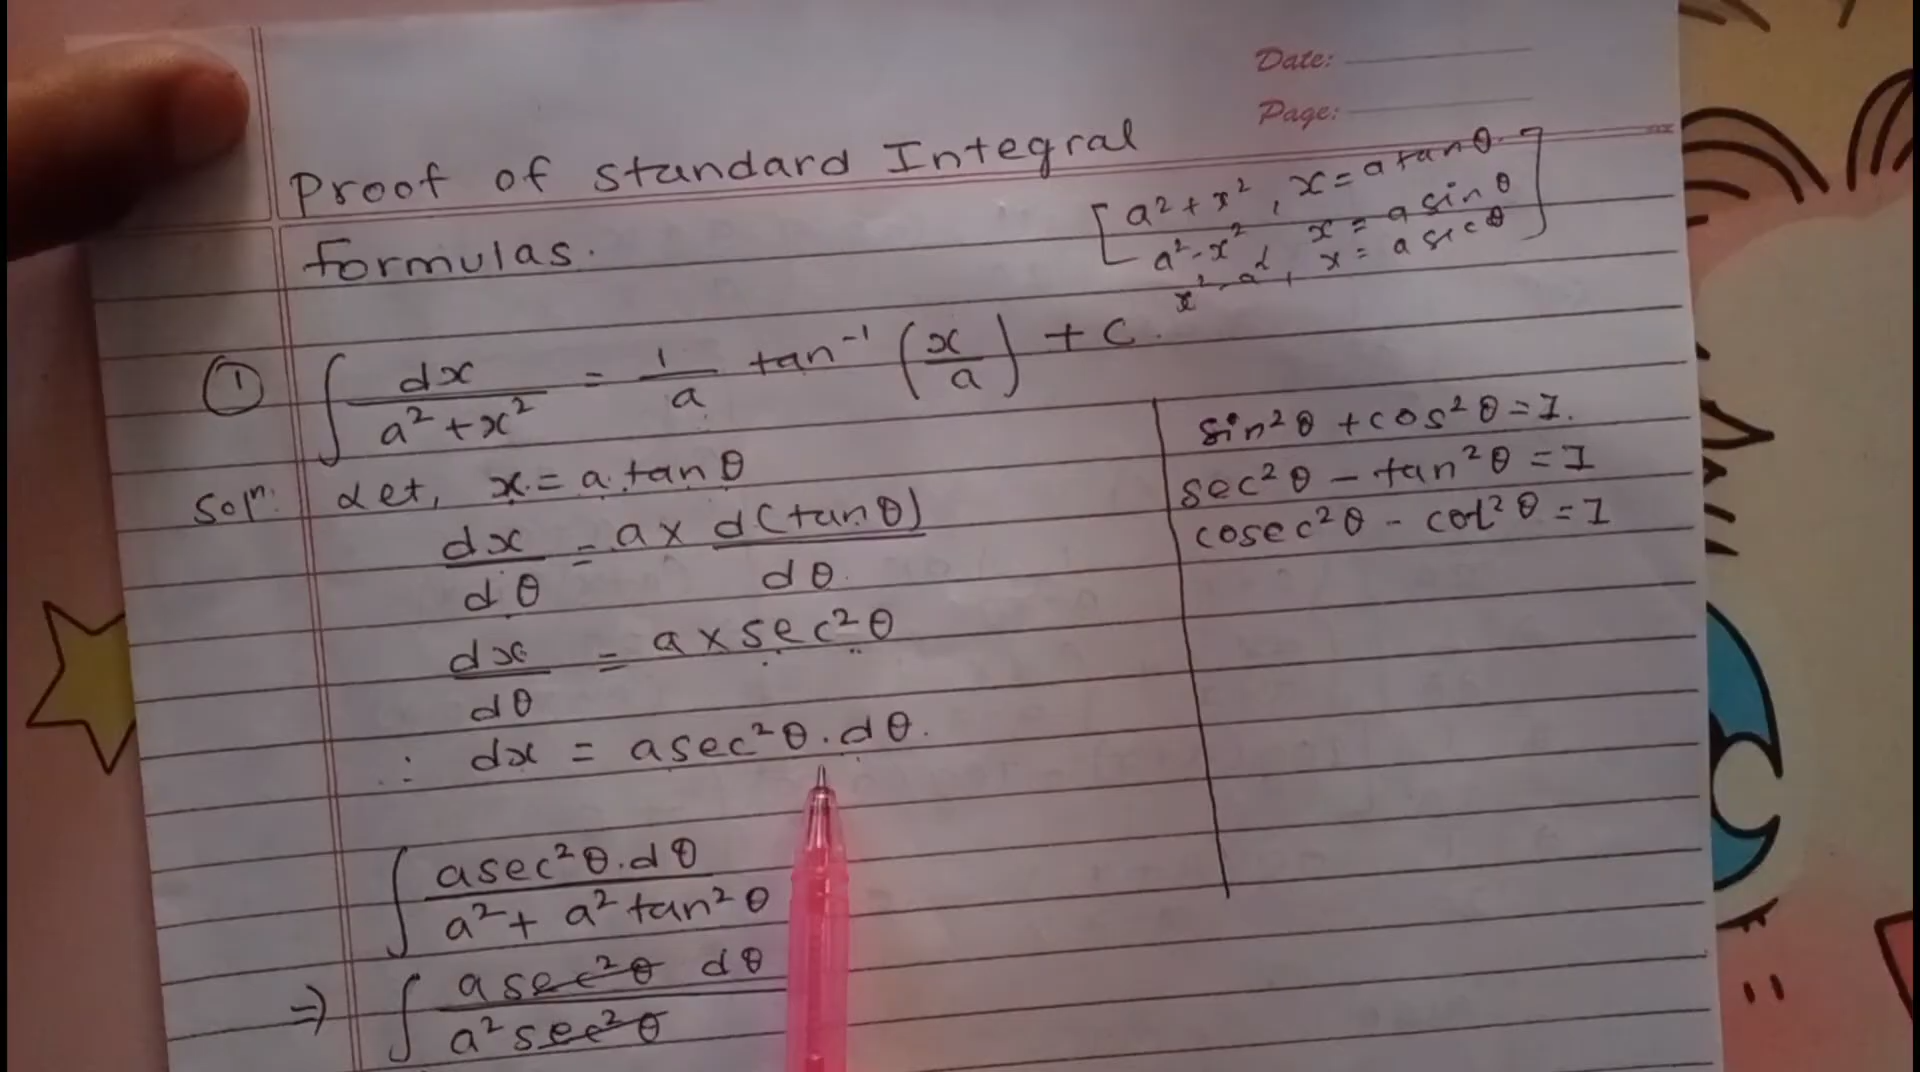 Date:
Page:
Proof of standard Integral
formulas.
[a²+x², x = a tanθ.
a²-x² x = a sinθ
x²-a², x = a secθ]
① ∫ dx/(a²+x²) = 1/a tan⁻¹ (x/a) + c.
Solⁿ. Let, x = a tanθ
dx/dθ = a x d(tanθ)/dθ.
dx/dθ = a x sec²θ
∴ dx = a sec²θ.dθ.
∫ a sec²θ.dθ/(a² + a² tan²θ)
⇒ ∫ a sec²θ dθ/(a² sec²θ)
sin²θ + cos²θ = 1.
sec²θ - tan²θ = 1
cosec²θ - cot²θ = 1